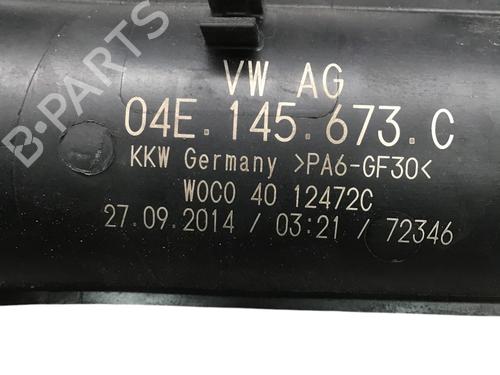 VW AG
04E.145.673.C
KKW Germany >PA6-GF30<
WOCO 40 12472C
27.09.2014 / 03:21 / 72346
B-PARTS